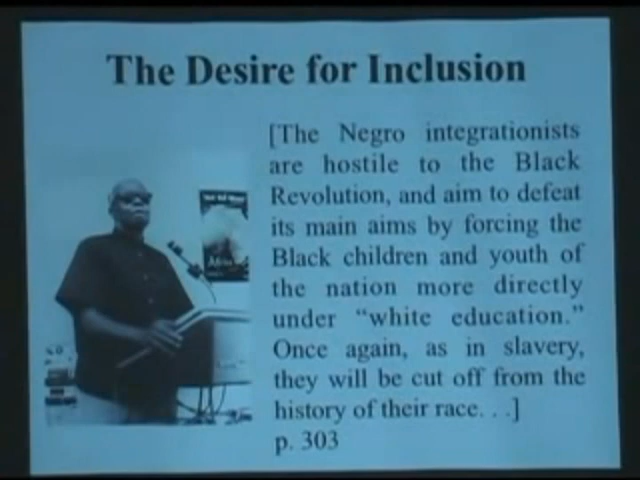 The Desire for Inclusion
[The Negro integrationists
are hostile to the Black
Revolution, and aim to defeat
its main aims by forcing the
Black children and youth of
the nation more directly
under “white education.”
Once again, as in slavery,
they will be cut off from the
history of their race. . .]
p. 303